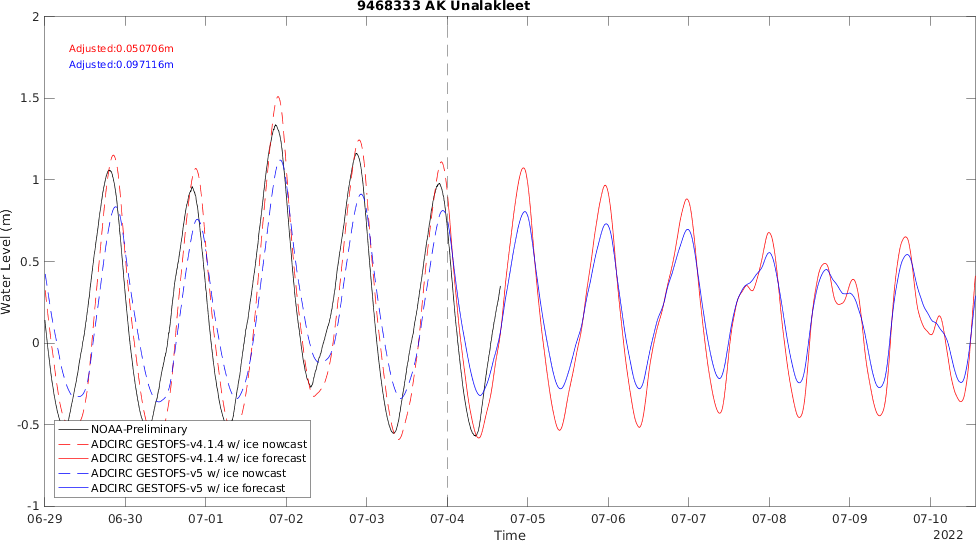 9468333 AK Unalakleet
2
Adjusted:0.050706m
Adjusted:0.097116m
1.5
1
0.5
0
-0.5
-1
Water Level (m)
NOAA-Preliminary
ADCIRC GESTOFS-v4.1.4 w/ ice nowcast
ADCIRC GESTOFS-v4.1.4 w/ ice forecast
ADCIRC GESTOFS-v5 w/ ice nowcast
ADCIRC GESTOFS-v5 w/ ice forecast
06-29 06-30 07-01 07-02 07-03 07-04 07-05 07-06 07-07 07-08 07-09 07-10
Time
2022